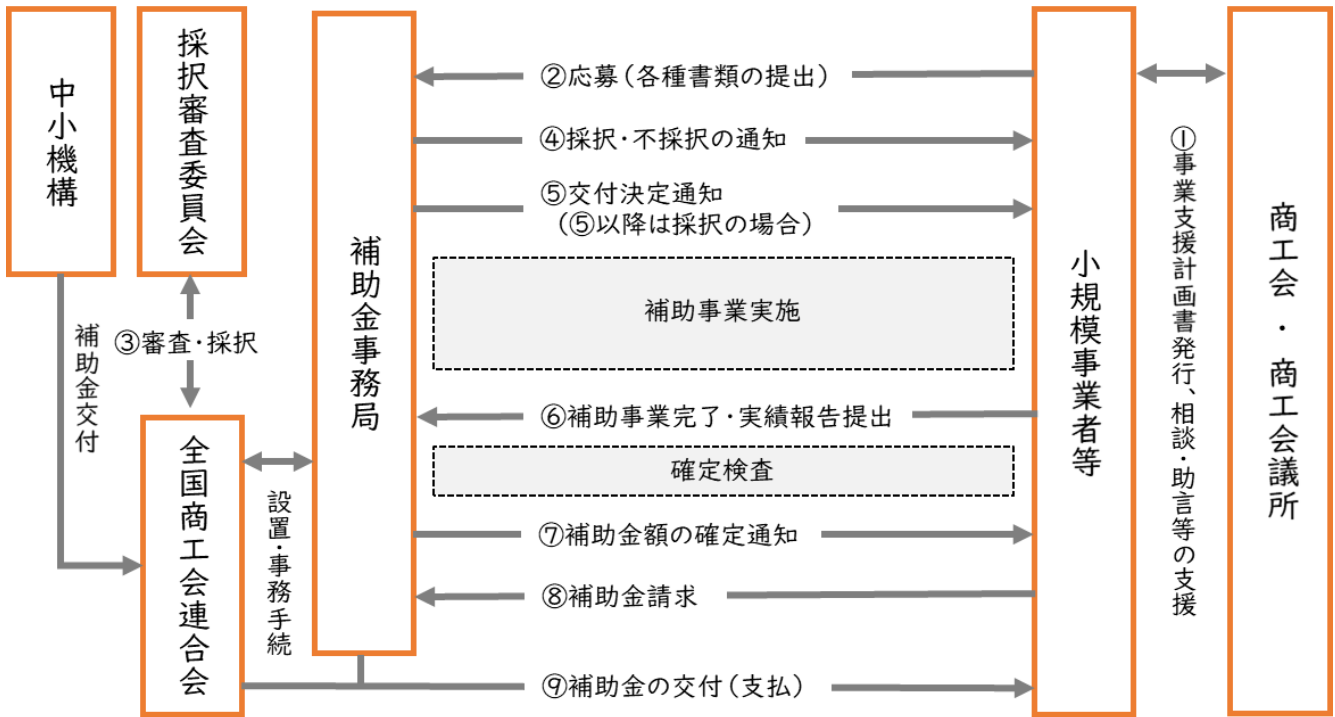 中小機構
採択審査委員会
補助金事務局
小規模事業者等
商工会・商工会議所
全国商工会連合会
①事業支援計画書発行、相談・助言等の支援
②応募(各種書類の提出)
③審査・採択
④採択・不採択の通知
⑤交付決定通知
(⑤以降は採択の場合)
補助事業実施
⑥補助事業完了・実績報告提出
確定検査
⑦補助金額の確定通知
⑧補助金請求
⑨補助金の交付(支払)
補助金交付
設置・事務手続